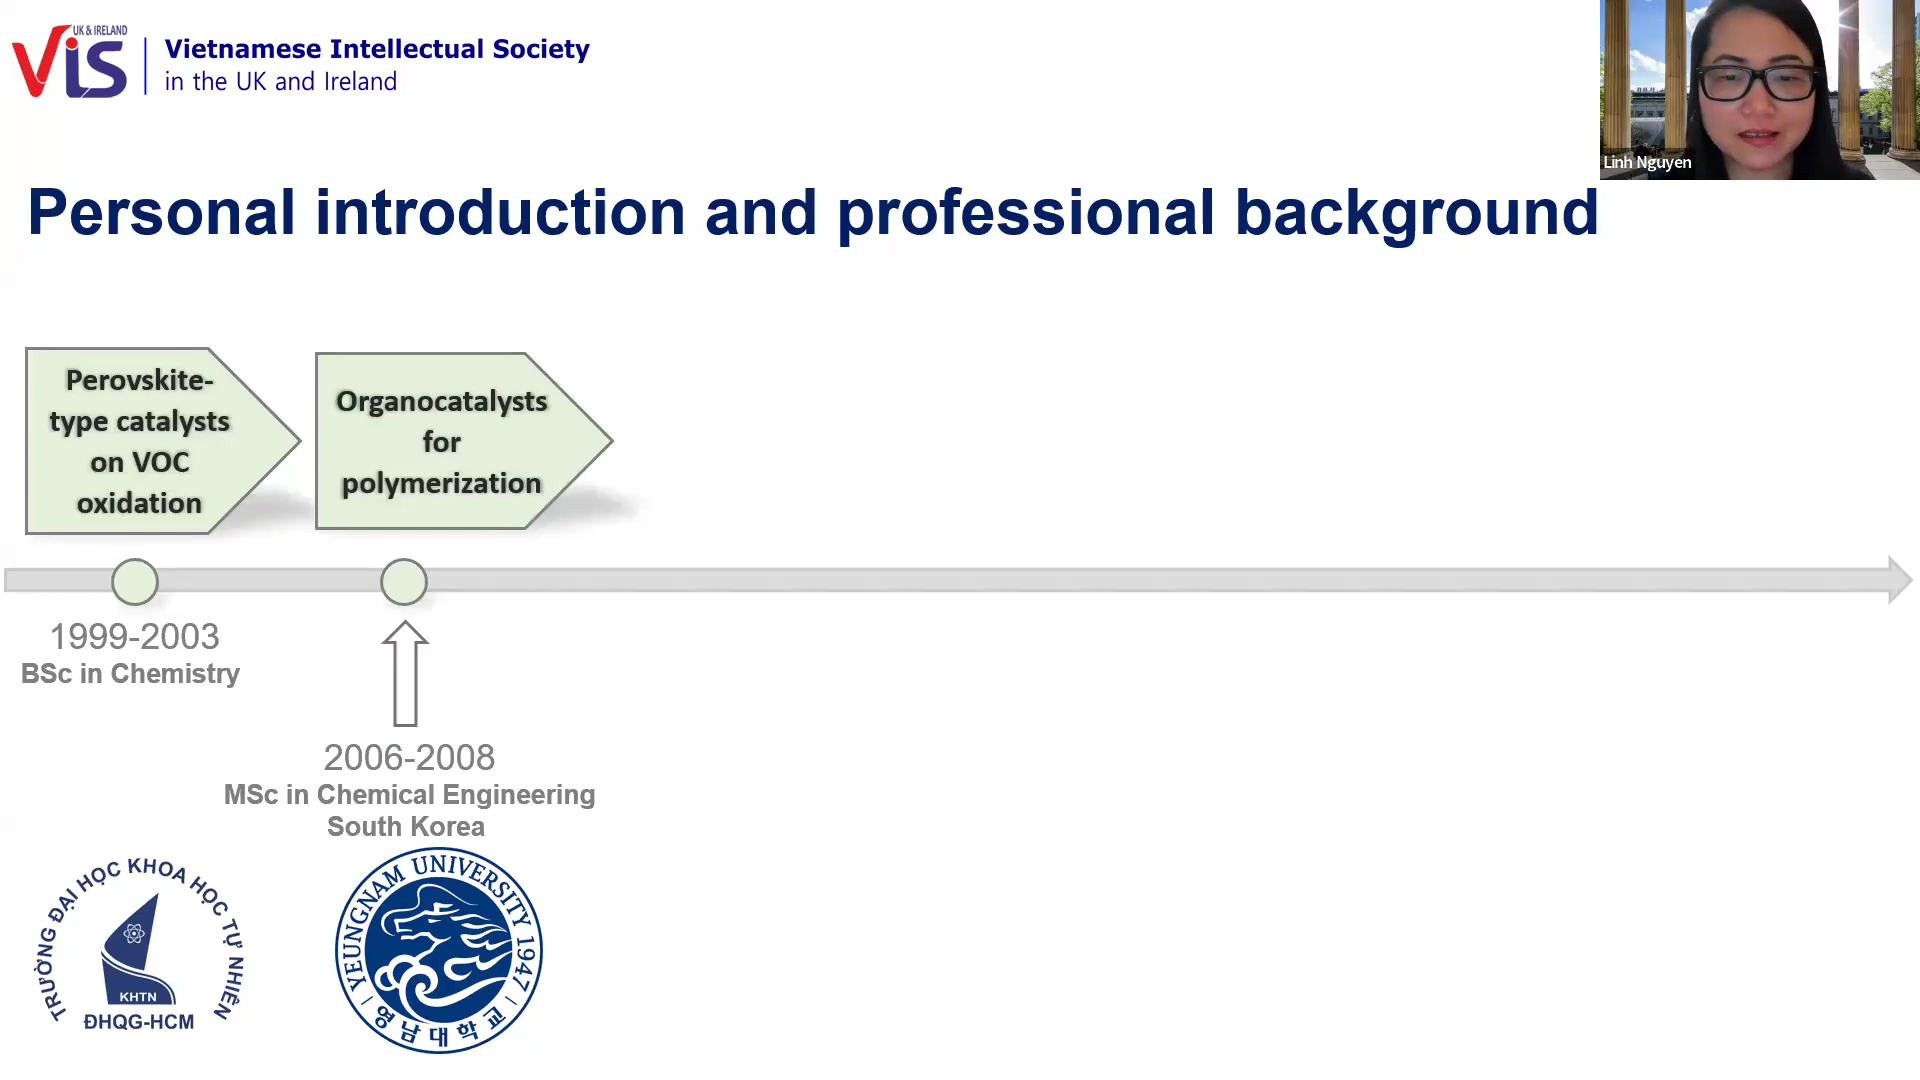 UK & IRELAND
ViS
Vietnamese Intellectual Society
in the UK and Ireland
Linh Nguyen
Personal introduction and professional background
Perovskite-
type catalysts
on VOC
oxidation
Organocatalysts
for
polymerization
1999-2003
BSc in Chemistry
2006-2008
MSc in Chemical Engineering
South Korea
TRƯỜNG ĐẠI HỌC KHOA HỌC TỰ NHIÊN
KHTN
ĐHQG-HCM
YEUNGNAM UNIVERSITY 1947
영남대학교